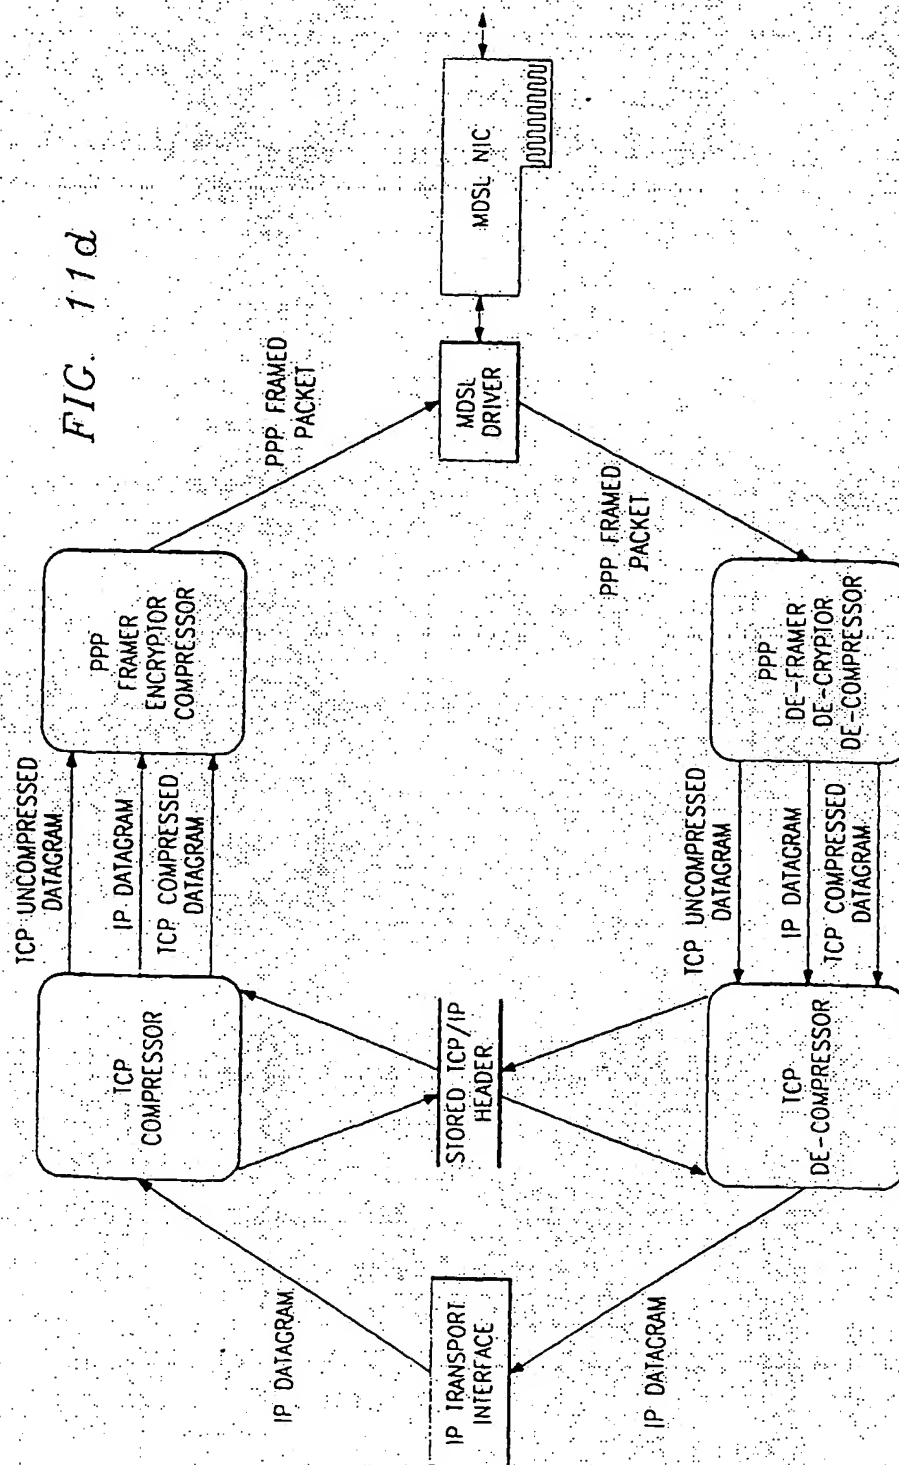 FIG. 11d
IP TRANSPORT
INTERFACE
IP DATAGRAM
TCP
COMPRESSOR
TCP UNCOMPRESSED
DATAGRAM
IP DATAGRAM
TCP COMPRESSED
DATAGRAM
PPP
FRAMER
ENCRYPTOR
COMPRESSOR
PPP FRAMED
PACKET
STORED TCP/IP
HEADER
MDSL
DRIVER
MDSL NIC
PPP FRAMED
PACKET
IP DATAGRAM
TCP
DE-COMPRESSOR
TCP UNCOMPRESSED
DATAGRAM
IP DATAGRAM
TCP COMPRESSED
DATAGRAM
PPP
DE-FRAMER
DE-CRYPTOR
DE-COMPRESSOR